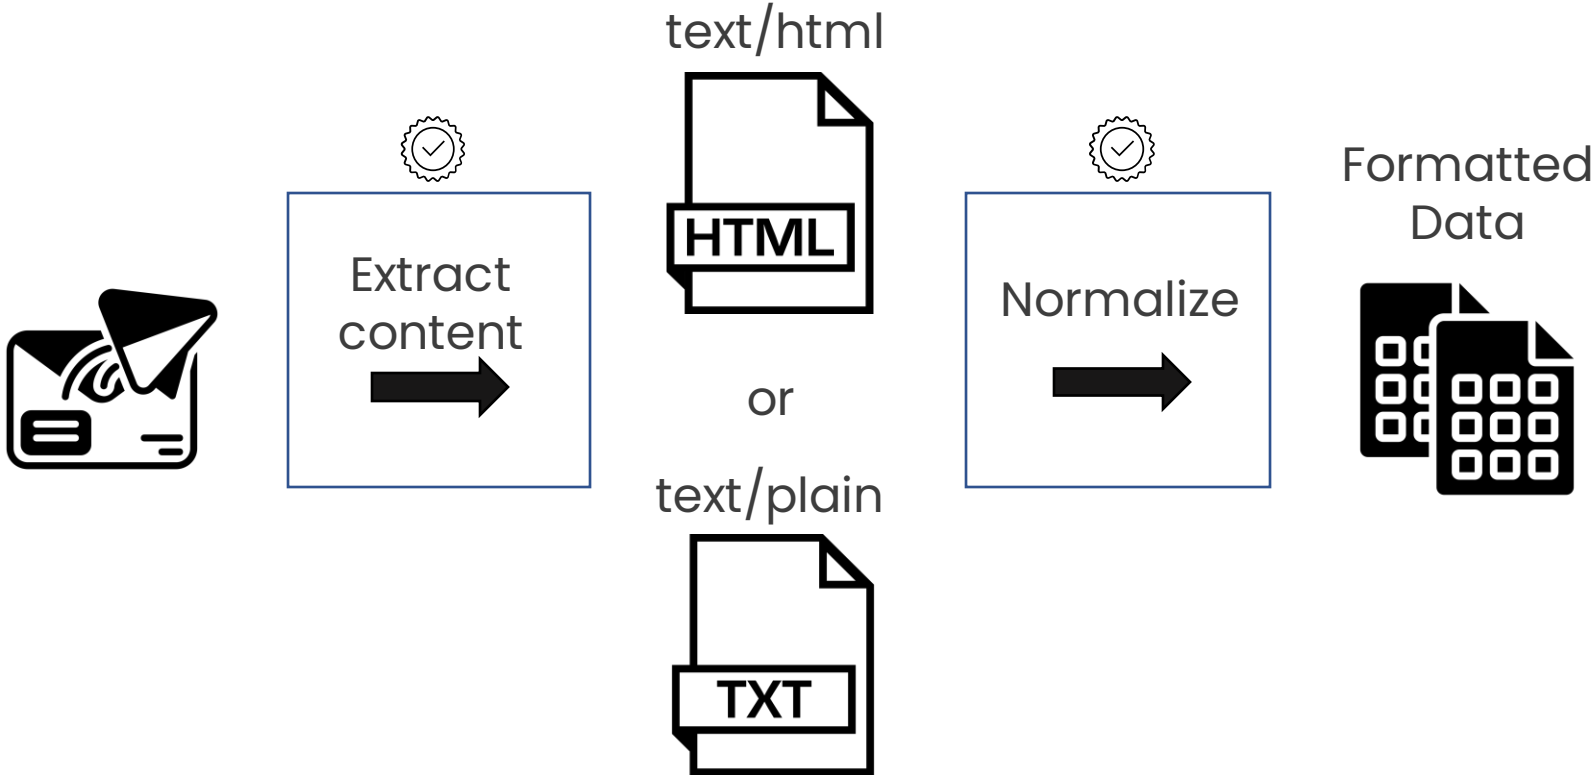 text/html
HTML
Extract
content
or
text/plain
TXT
Normalize
Formatted
Data